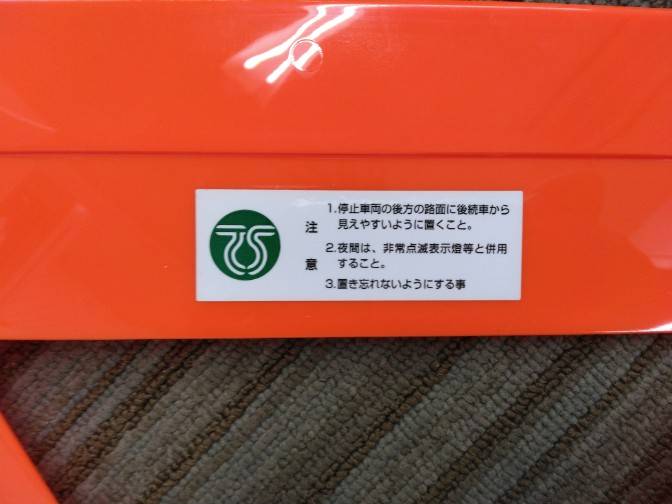 注意
1.停止車両の後方の路面に後続車から
見えやすいように置くこと。
2.夜間は、非常点滅表示燈等と併用
すること。
3.置き忘れないようにする事